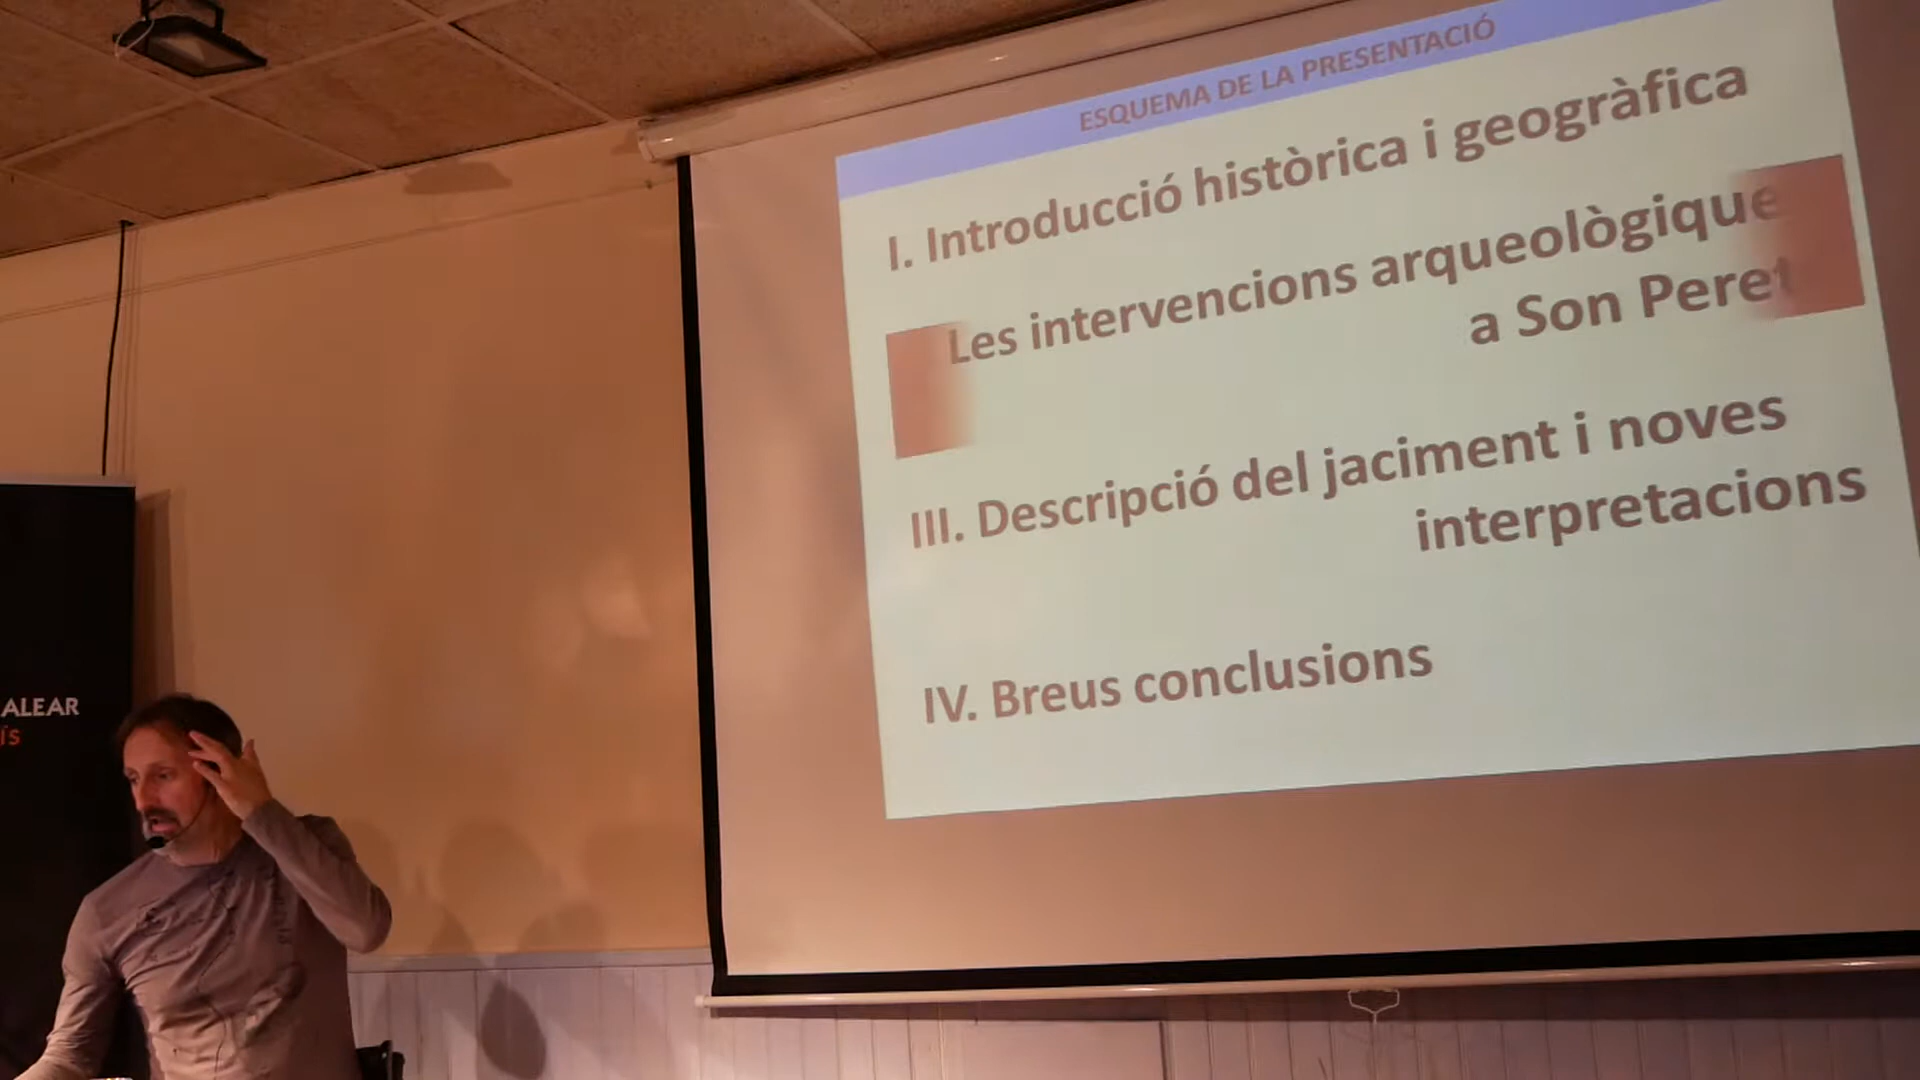 ESQUEMA DE LA PRESENTACIÓ
I. Introducció històrica i geogràfica
Les intervencions arqueològique
a Son Peret
III. Descripció del jaciment i noves
interpretacions
IV. Breus conclusions
ALEAR
ís